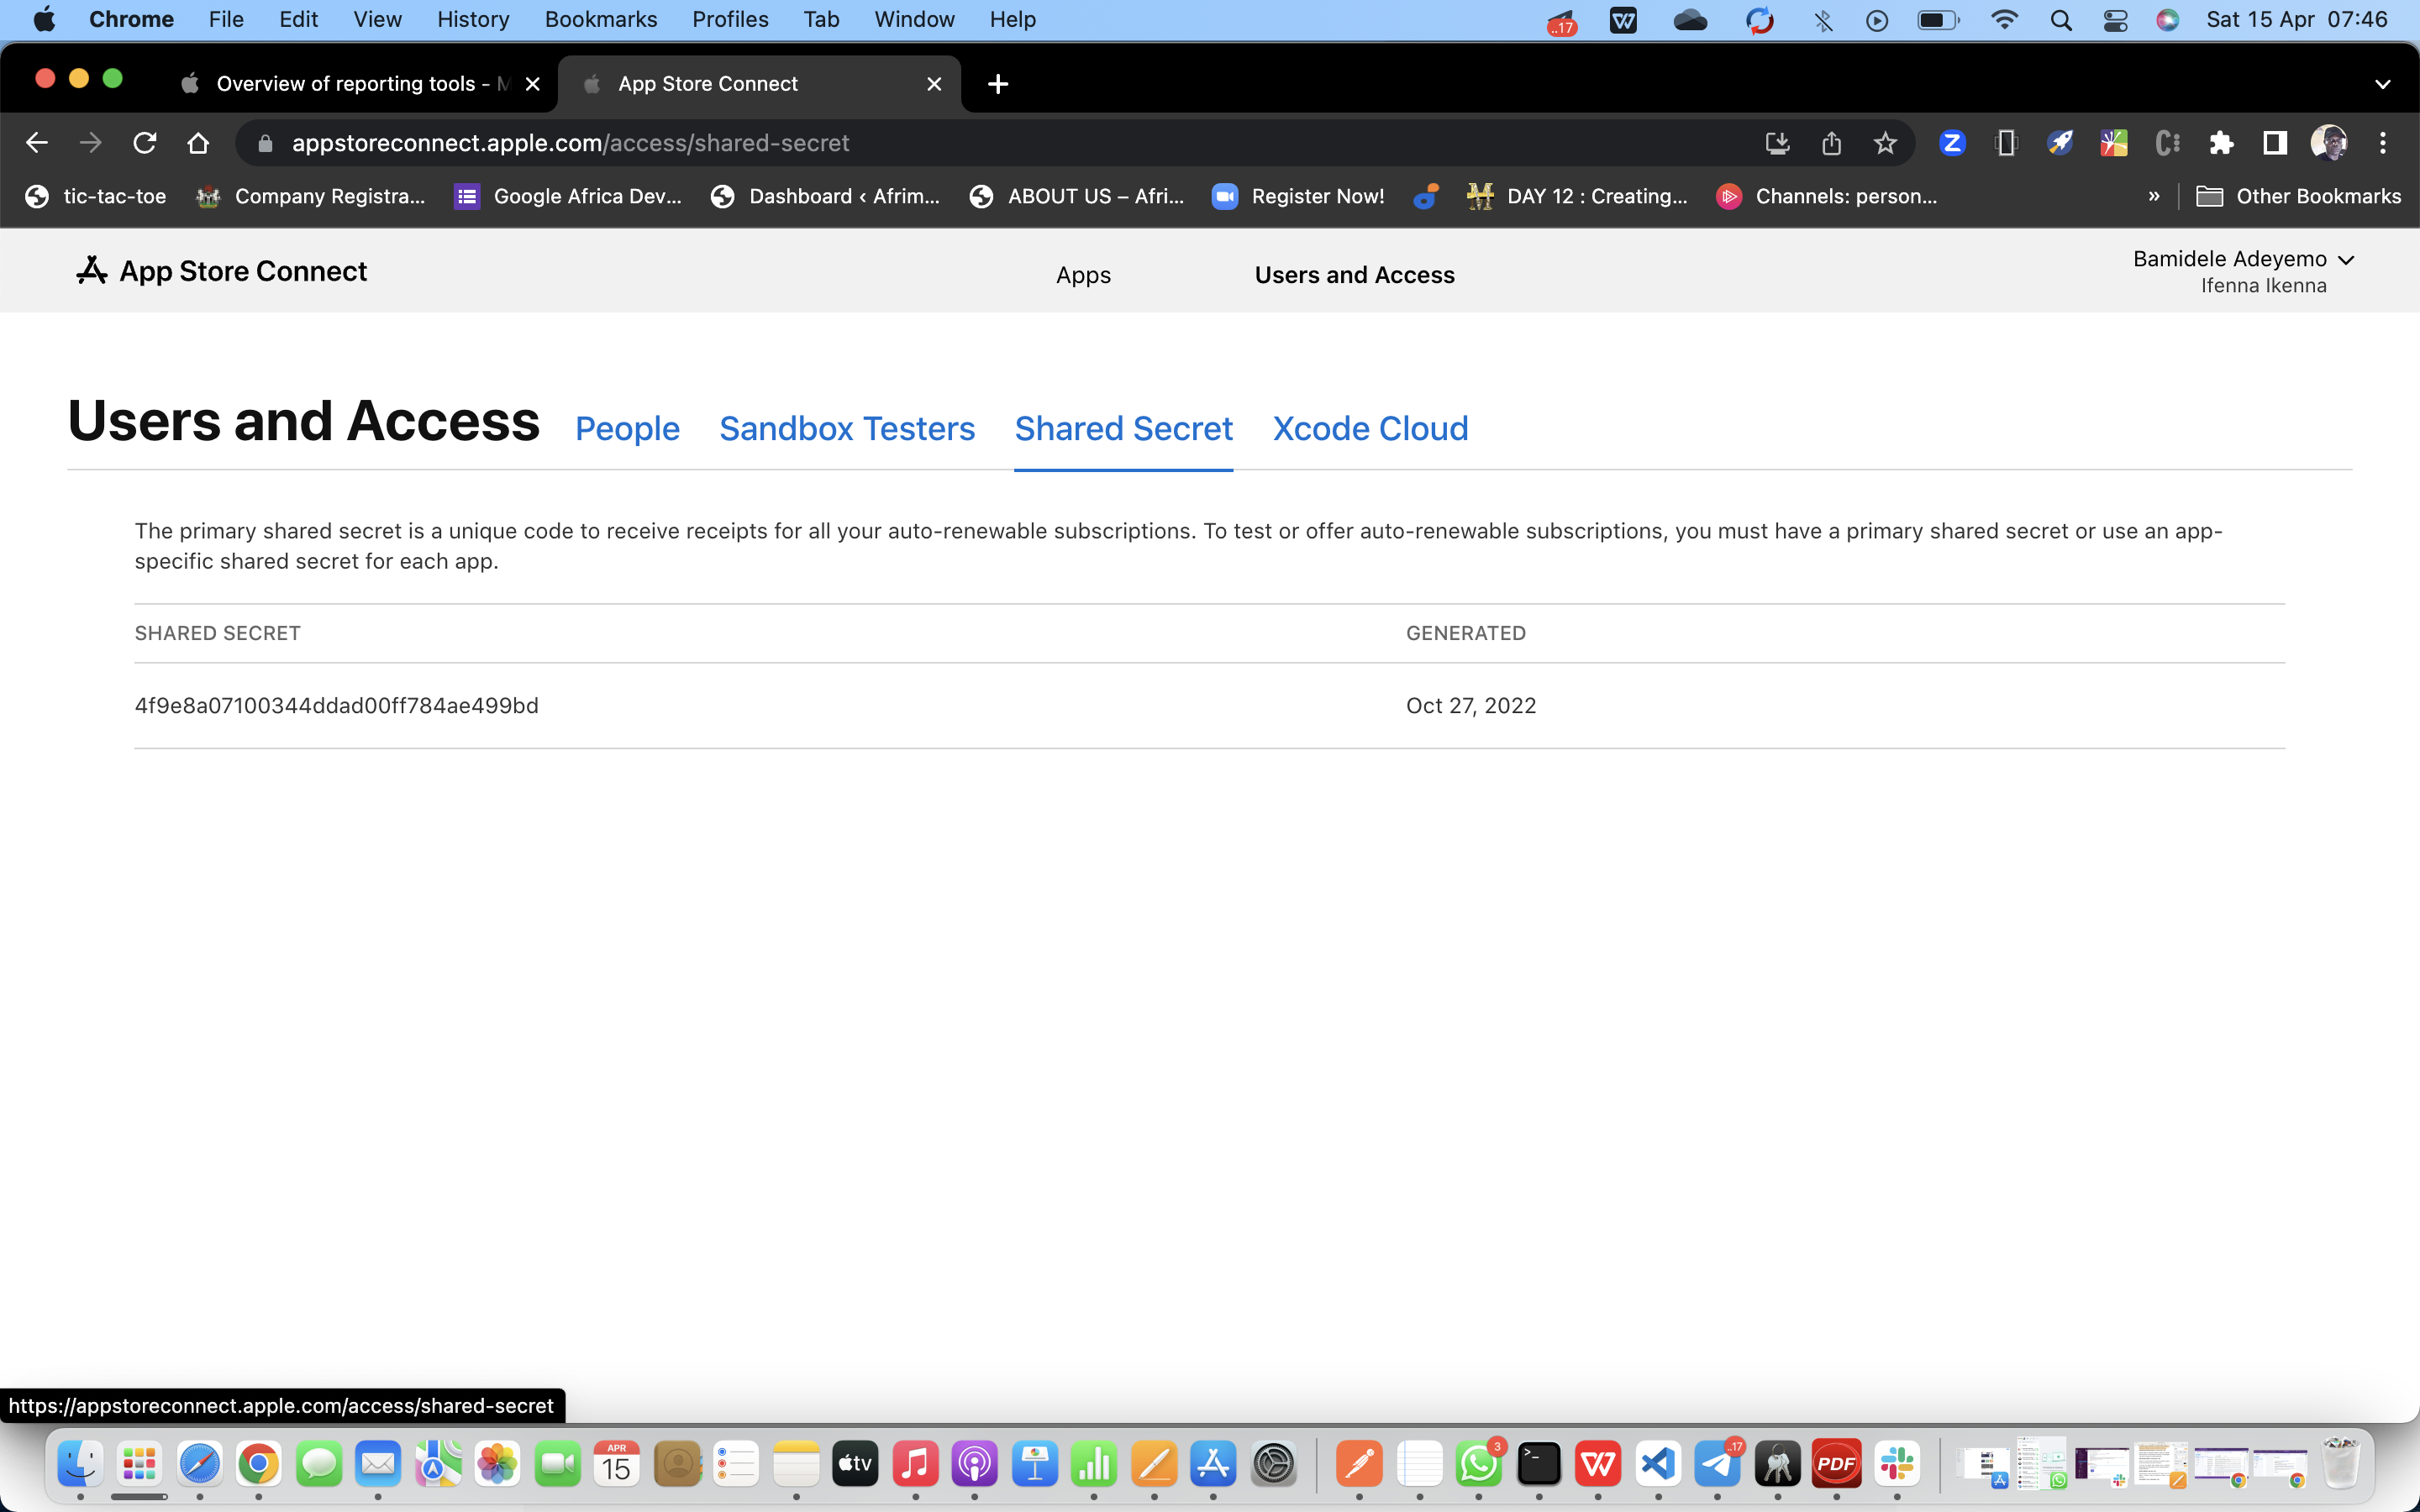 Chrome File Edit View History Bookmarks Profiles Tab Window Help ..17 Sat 15 Apr 07:46
Overview of reporting tools - M App Store Connect
appstoreconnect.apple.com/access/shared-secret
tic-tac-toe Company Registra... Google Africa Dev... Dashboard ‹ Afrim... ABOUT US – Afri... Register Now! DAY 12 : Creating... Channels: person... » Other Bookmarks
App Store Connect Apps Users and Access Bamidele Adeyemo
Ifenna Ikenna
Users and Access People Sandbox Testers Shared Secret Xcode Cloud
The primary shared secret is a unique code to receive receipts for all your auto-renewable subscriptions. To test or offer auto-renewable subscriptions, you must have a primary shared secret or use an app-
specific shared secret for each app.
SHARED SECRET GENERATED
4f9e8a07100344ddad00ff784ae499bd Oct 27, 2022
https://appstoreconnect.apple.com/access/shared-secret
APR
15
tv
3
..17
PDF